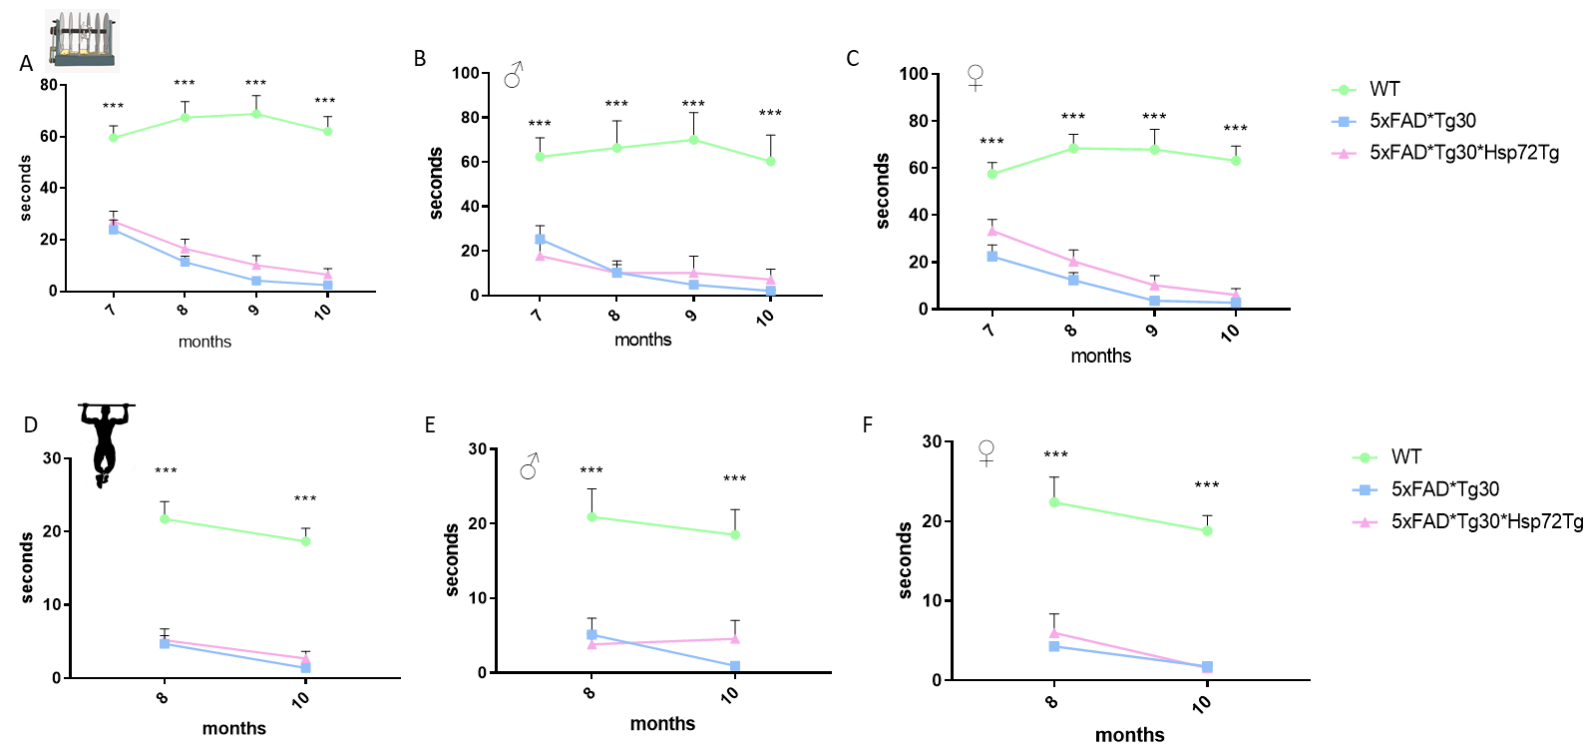 A
80
60
40
20
0
seconds
***
***
***
***
7
8
9
10
months
B
♂
100
80
60
40
20
0
seconds
***
***
***
***
7
8
9
10
months
C
♀
100
80
60
40
20
0
seconds
***
***
***
***
7
8
9
10
months
WT
5xFAD*Tg30
5xFAD*Tg30*Hsp72Tg
D
30
20
10
0
seconds
***
***
8
10
months
E
♂
30
20
10
0
seconds
***
***
8
10
months
F
♀
30
20
10
0
seconds
***
***
8
10
months
WT
5xFAD*Tg30
5xFAD*Tg30*Hsp72Tg